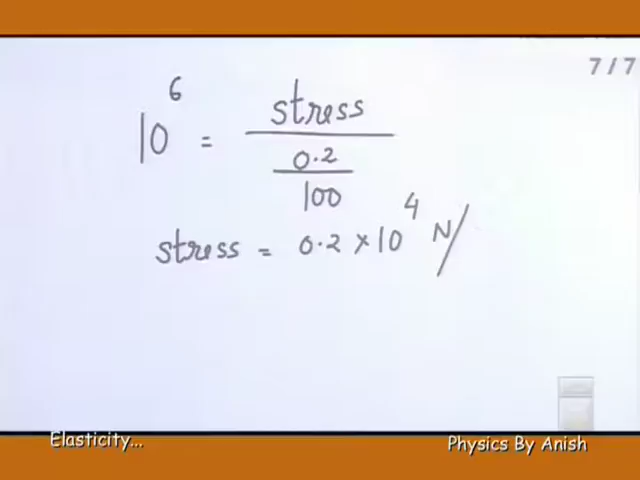 7/7
10^6 = stress
0.2
100
stress = 0.2 × 10^4 N/
Elasticity...
Physics By Anish